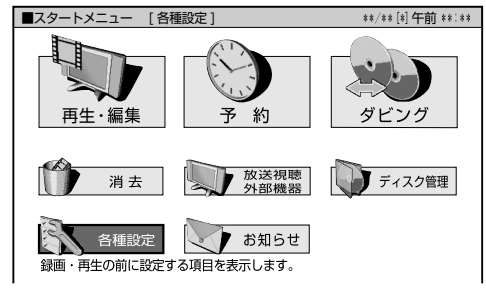 ■スタートメニュー [各種設定] **/**[*]午前**:**
再生・編集
予 約
ダビング
消 去
放送視聴
外部機器
ディスク管理
各種設定
お知らせ
録画・再生の前に設定する項目を表示します。